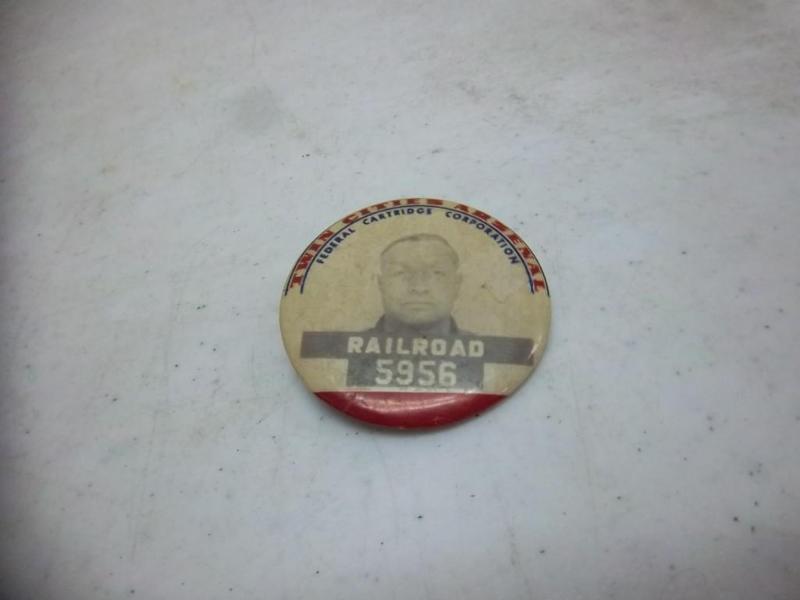 TWIN CITIES ARSENAL
FEDERAL CARTRIDGE CORPORATION
RAILROAD
5956